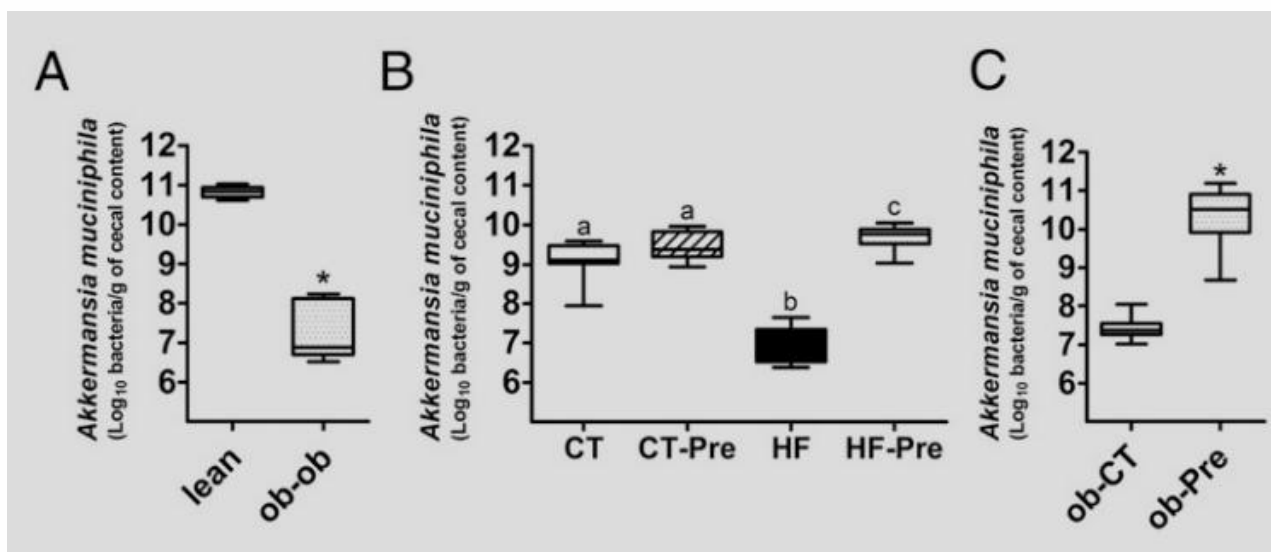 A
Akkermansia muciniphila
(Log₁₀ bacteria/g of cecal content)
12
11
10
9
8
7
6
*
lean
ob-ob
B
Akkermansia muciniphila
(Log₁₀ bacteria/g of cecal content)
12
11
10
9
8
7
6
a
a
b
c
CT
CT-Pre
HF
HF-Pre
C
Akkermansia muciniphila
(Log₁₀ bacteria/g of cecal content)
12
11
10
9
8
7
6
*
ob-CT
ob-Pre